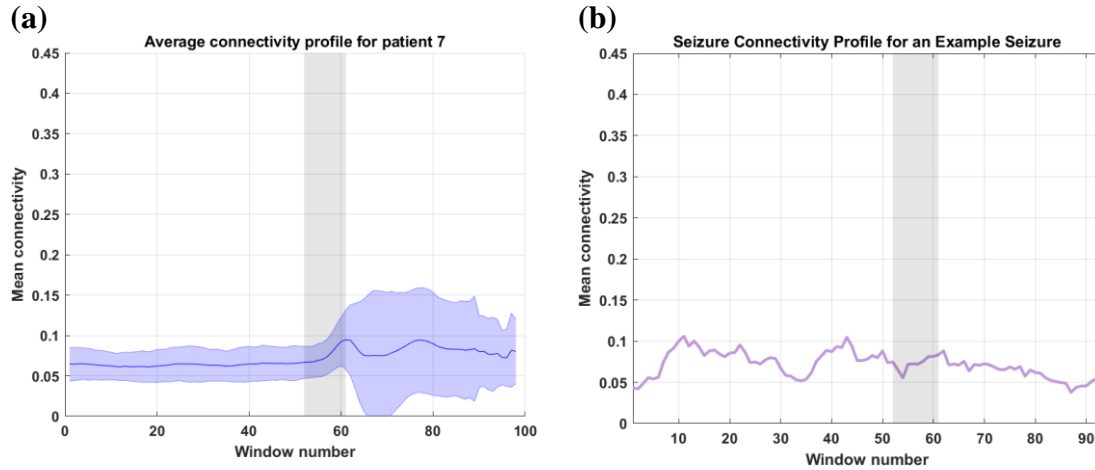 (a)
Average connectivity profile for patient 7
0.45
0.4
0.35
0.3
0.25
0.2
0.15
0.1
0.05
0
Mean connectivity
0 20 40 60 80 100
Window number
(b)
Seizure Connectivity Profile for an Example Seizure
0.45
0.4
0.35
0.3
0.25
0.2
0.15
0.1
0.05
0
Mean connectivity
10 20 30 40 50 60 70 80 90
Window number